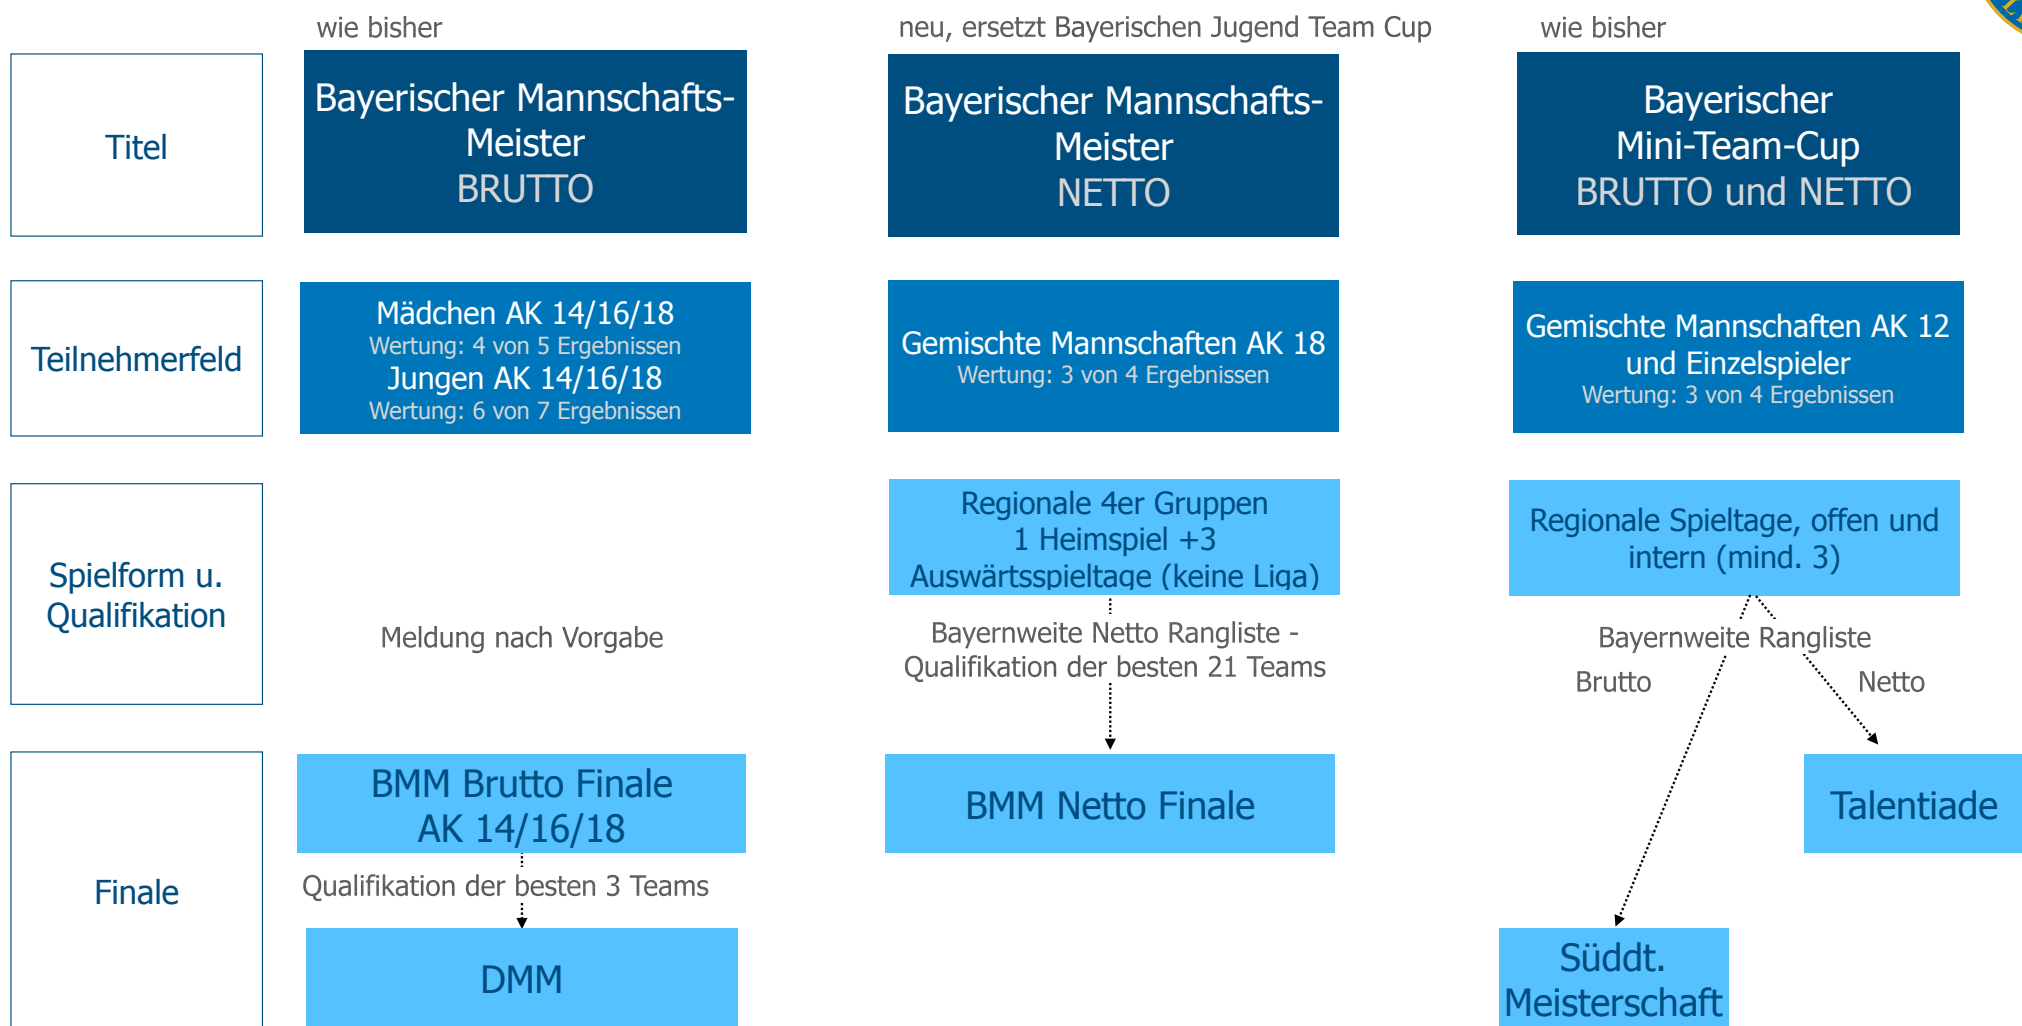 wie bisher
neu, ersetzt Bayerischen Jugend Team Cup
wie bisher
Titel
Bayerischer Mannschafts-
Meister
BRUTTO
Bayerischer Mannschafts-
Meister
NETTO
Bayerischer
Mini-Team-Cup
BRUTTO und NETTO
Teilnehmerfeld
Mädchen AK 14/16/18
Wertung: 4 von 5 Ergebnissen
Jungen AK 14/16/18
Wertung: 6 von 7 Ergebnissen
Gemischte Mannschaften AK 18
Wertung: 3 von 4 Ergebnissen
Gemischte Mannschaften AK 12
und Einzelspieler
Wertung: 3 von 4 Ergebnissen
Spielform u.
Qualifikation
Meldung nach Vorgabe
Regionale 4er Gruppen
1 Heimspiel +3
Auswärtsspieltage (keine Liga)
Bayernweite Netto Rangliste -
Qualifikation der besten 21 Teams
Regionale Spieltage, offen und
intern (mind. 3)
Bayernweite Rangliste
Brutto
Netto
Finale
BMM Brutto Finale
AK 14/16/18
Qualifikation der besten 3 Teams
DMM
BMM Netto Finale
Talentiade
Süddt.
Meisterschaft